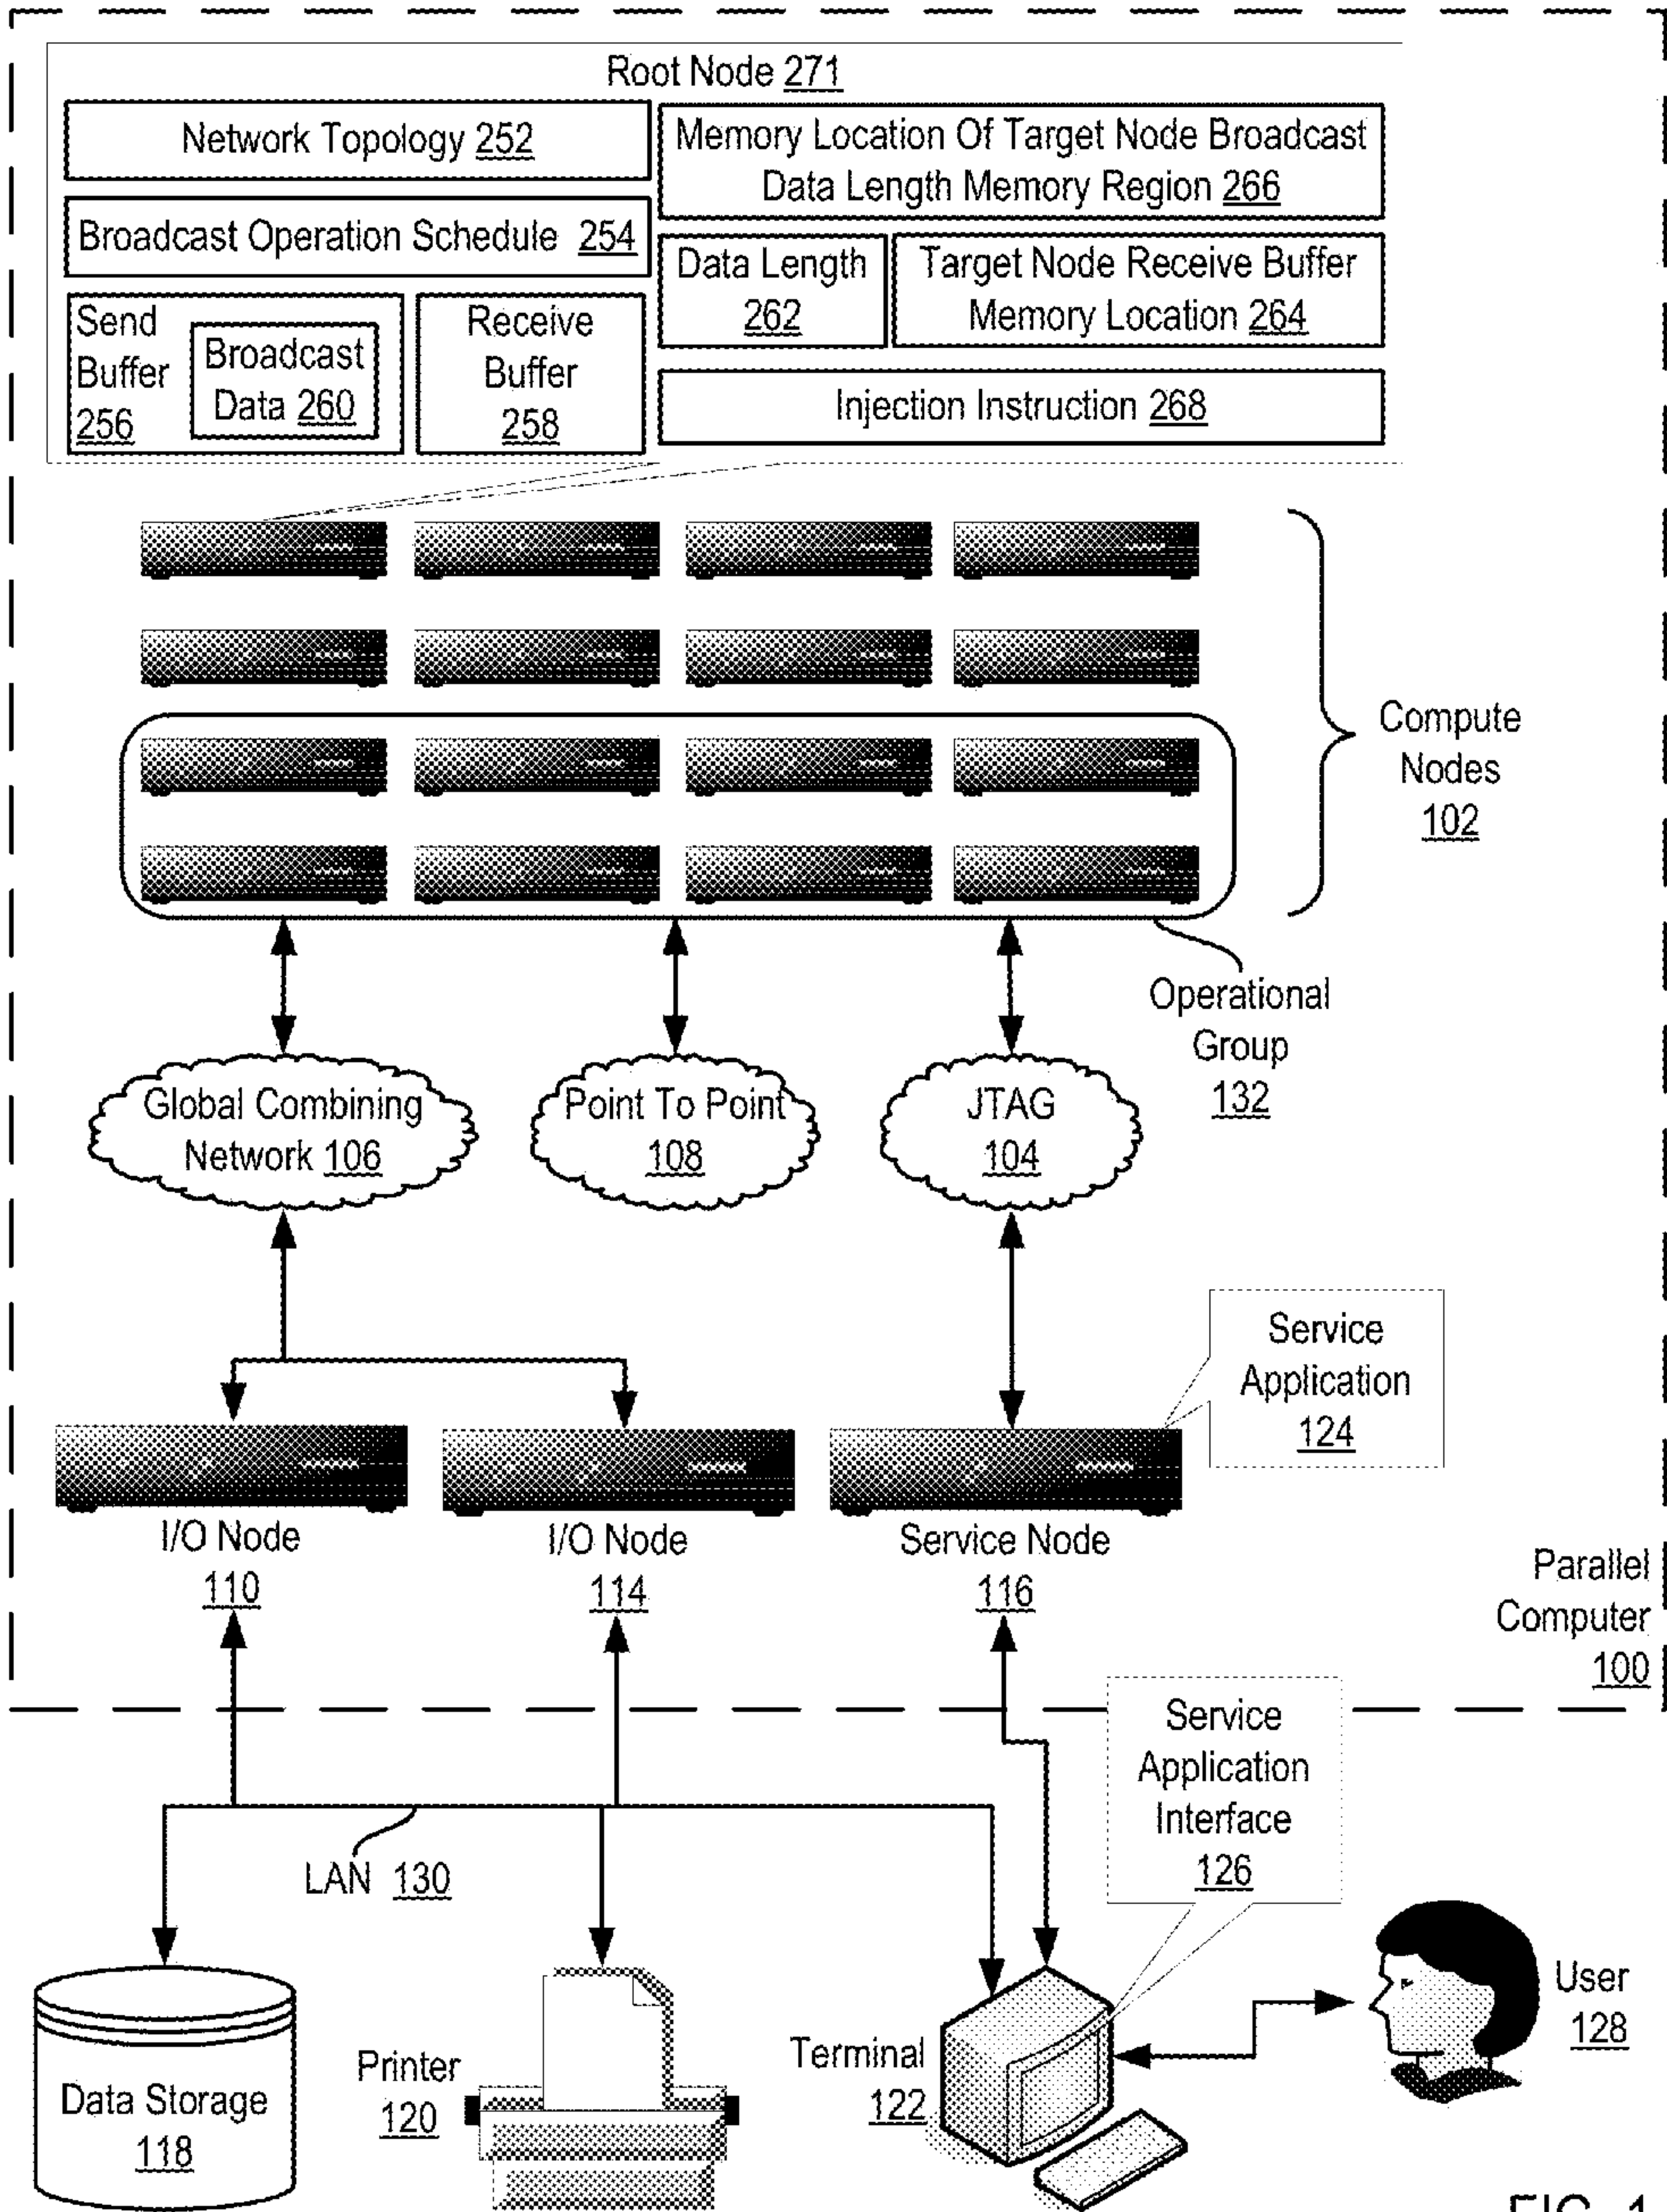 Root Node 271
Network Topology 252
Memory Location Of Target Node Broadcast
Data Length Memory Region 266
Broadcast Operation Schedule 254
Data Length
262
Target Node Receive Buffer
Memory Location 264
Send
Buffer
256
Broadcast
Data 260
Receive
Buffer
258
Injection Instruction 268
Compute
Nodes
102
Operational
Group
132
Global Combining
Network 106
Point To Point
108
JTAG
104
Service
Application
124
I/O Node
110
I/O Node
114
Service Node
116
Parallel
Computer
100
Service
Application
Interface
126
LAN 130
Data Storage
118
Printer
120
Terminal
122
User
128
FIG. 1